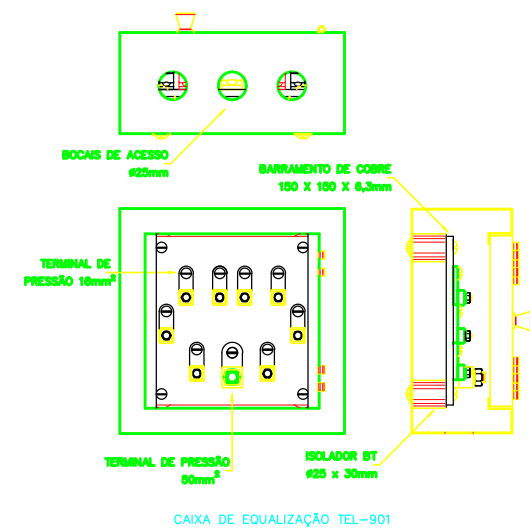 BOCAIS DE ACESSO
ø25mm
BARRAMENTO DE COBRE
150 X 150 X 6,3mm
TERMINAL DE
PRESSÃO 16mm²
TERMINAL DE PRESSÃO
50mm²
ISOLADOR BT
ø25 x 30mm
CAIXA DE EQUALIZAÇÃO TEL-901